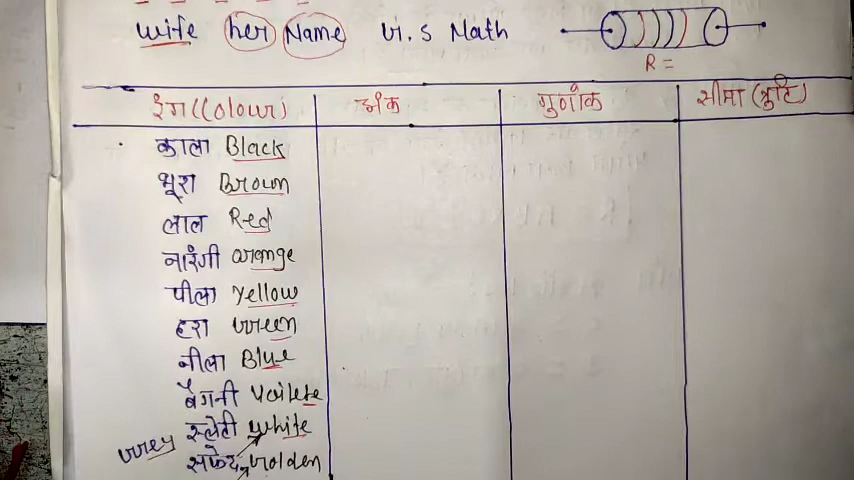 wife her Name v.s Math
R =
रंग (Colour) अंक गुणांक सीमा (त्रुटि)
काला Black
भूरा Brown
लाल Red
नारंगी orange
पीला Yellow
हरा Green
नीला Blue
बैगनी Voilete
स्लेटी white
Grey
सफेद Golden